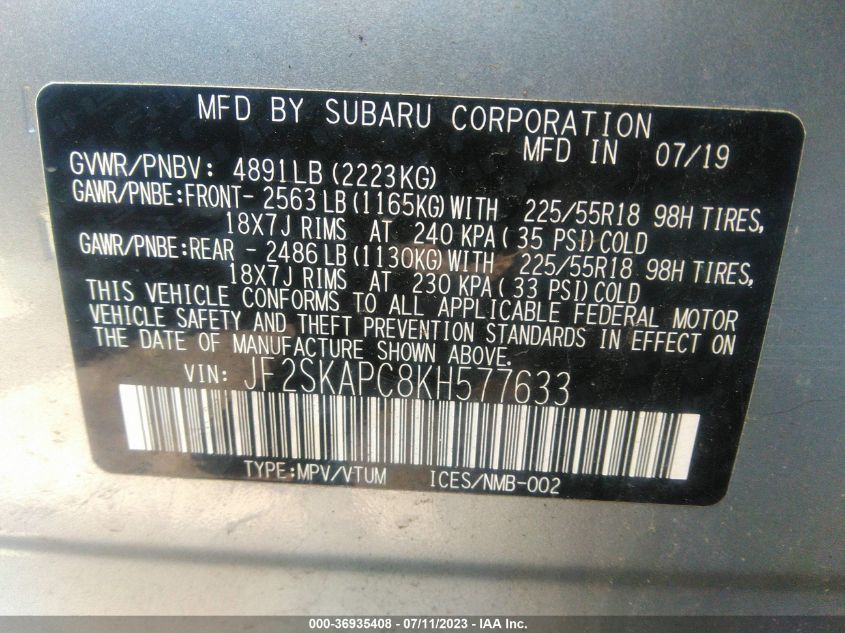 MFD BY SUBARU CORPORATION
MFD IN 07/19
GVWR/PNBV: 4891LB(2223KG)
GAWR/PNBE:FRONT- 2563LB(1165KG)WITH 225/55R18 98H TIRES,
18X7J RIMS AT 240 KPA( 35 PSI)COLD
GAWR/PNBE:REAR - 2486LB(1130KG)WITH 225/55R18 98H TIRES,
18X7J RIMS AT 230 KPA( 33 PSI)COLD
THIS VEHICLE CONFORMS TO ALL APPLICABLE FEDERAL MOTOR
VEHICLE SAFETY AND THEFT PREVENTION STANDARDS IN EFFECT ON
THE DATE OF MANUFACTURE SHOWN ABOVE.
VIN: JF2SKAPC8KH577633
TYPE:MPV/VTUM ICES/NMB-002
000-36935408 - 07/11/2023 - IAA Inc.